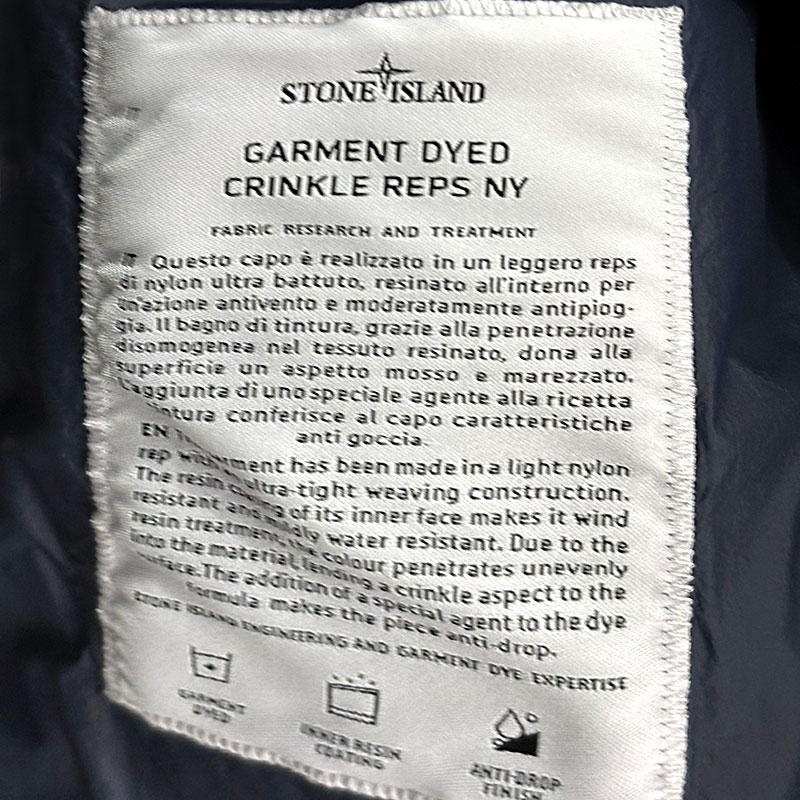 STONE ISLAND
GARMENT DYED
CRINKLE REPS NY
FABRIC RESEARCH AND TREATMENT
IT Questo capo è realizzato in un leggero reps
di nylon ultra battuto, resinato all'interno per
un'azione antivento e moderatamente antipiog-
gia. Il bagno di tintura, grazie alla penetrazione
disomogenea nel tessuto resinato, dona alla
superficie un aspetto mosso e marezzato.
L'aggiunta di uno speciale agente alla ricetta
tintura conferisce al capo caratteristiche
anti goccia.
EN
rep with ment has been made in a light nylon
The resin ultra-tight weaving construction.
resistant and of its inner face makes it wind
resin treatment, mildly water resistant. Due to the
into the material, the colour penetrates unevenly
surface. The addition lending a crinkle aspect to the
formula makes of a special agent to the dye
the piece anti-drop.
STONE ISLAND ENGINEERING AND GARMENT DYE EXPERTISE
GARMENT
DYED
INNER RESIN
COATING
ANTI-DROP
FINISH